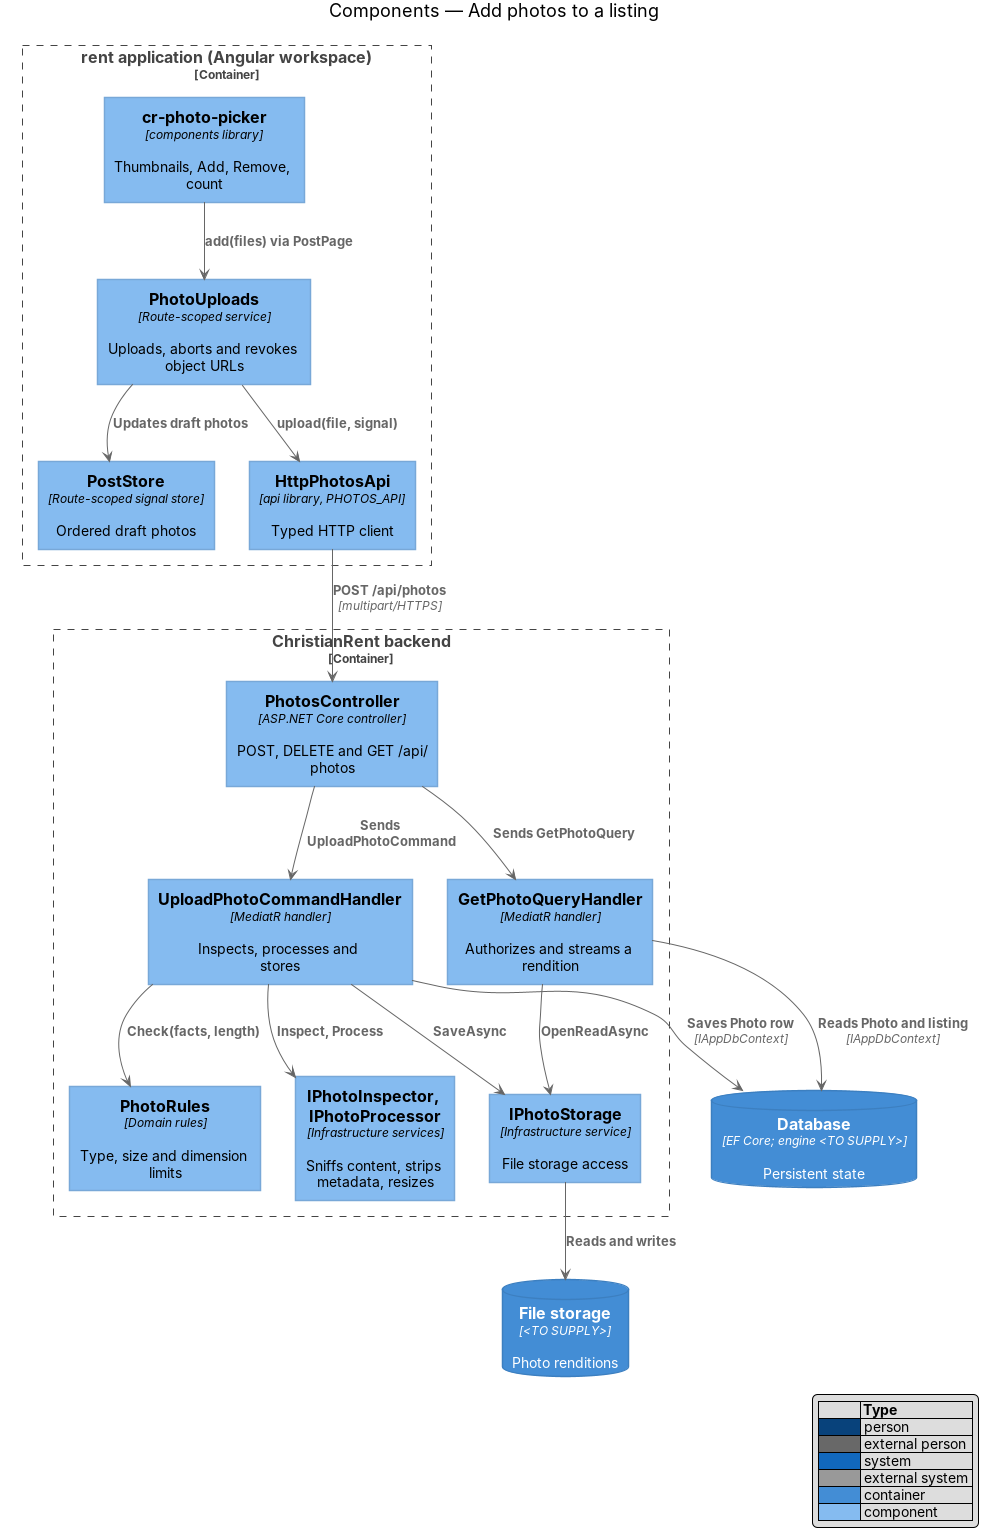 Components — Add photos to a listing
rent application (Angular workspace)
[Container]
cr-photo-picker
[components library]
Thumbnails, Add, Remove,
count
add(files) via PostPage
PhotoUploads
[Route-scoped service]
Uploads, aborts and revokes
object URLs
Updates draft photos
upload(file, signal)
PostStore
[Route-scoped signal store]
Ordered draft photos
HttpPhotosApi
[api library, PHOTOS_API]
Typed HTTP client
POST /api/photos
[multipart/HTTPS]
ChristianRent backend
[Container]
PhotosController
[ASP.NET Core controller]
POST, DELETE and GET /api/
photos
Sends
UploadPhotoCommand
Sends GetPhotoQuery
UploadPhotoCommandHandler
[MediatR handler]
Inspects, processes and
stores
GetPhotoQueryHandler
[MediatR handler]
Authorizes and streams a
rendition
Check(facts, length)
Inspect, Process
SaveAsync
OpenReadAsync
Saves Photo row
[IAppDbContext]
Reads Photo and listing
[IAppDbContext]
PhotoRules
[Domain rules]
Type, size and dimension
limits
IPhotoInspector,
IPhotoProcessor
[Infrastructure services]
Sniffs content, strips
metadata, resizes
IPhotoStorage
[Infrastructure service]
File storage access
Database
[EF Core; engine <TO SUPPLY>]
Persistent state
Reads and writes
File storage
[<TO SUPPLY>]
Photo renditions
Type
person
external person
system
external system
container
component